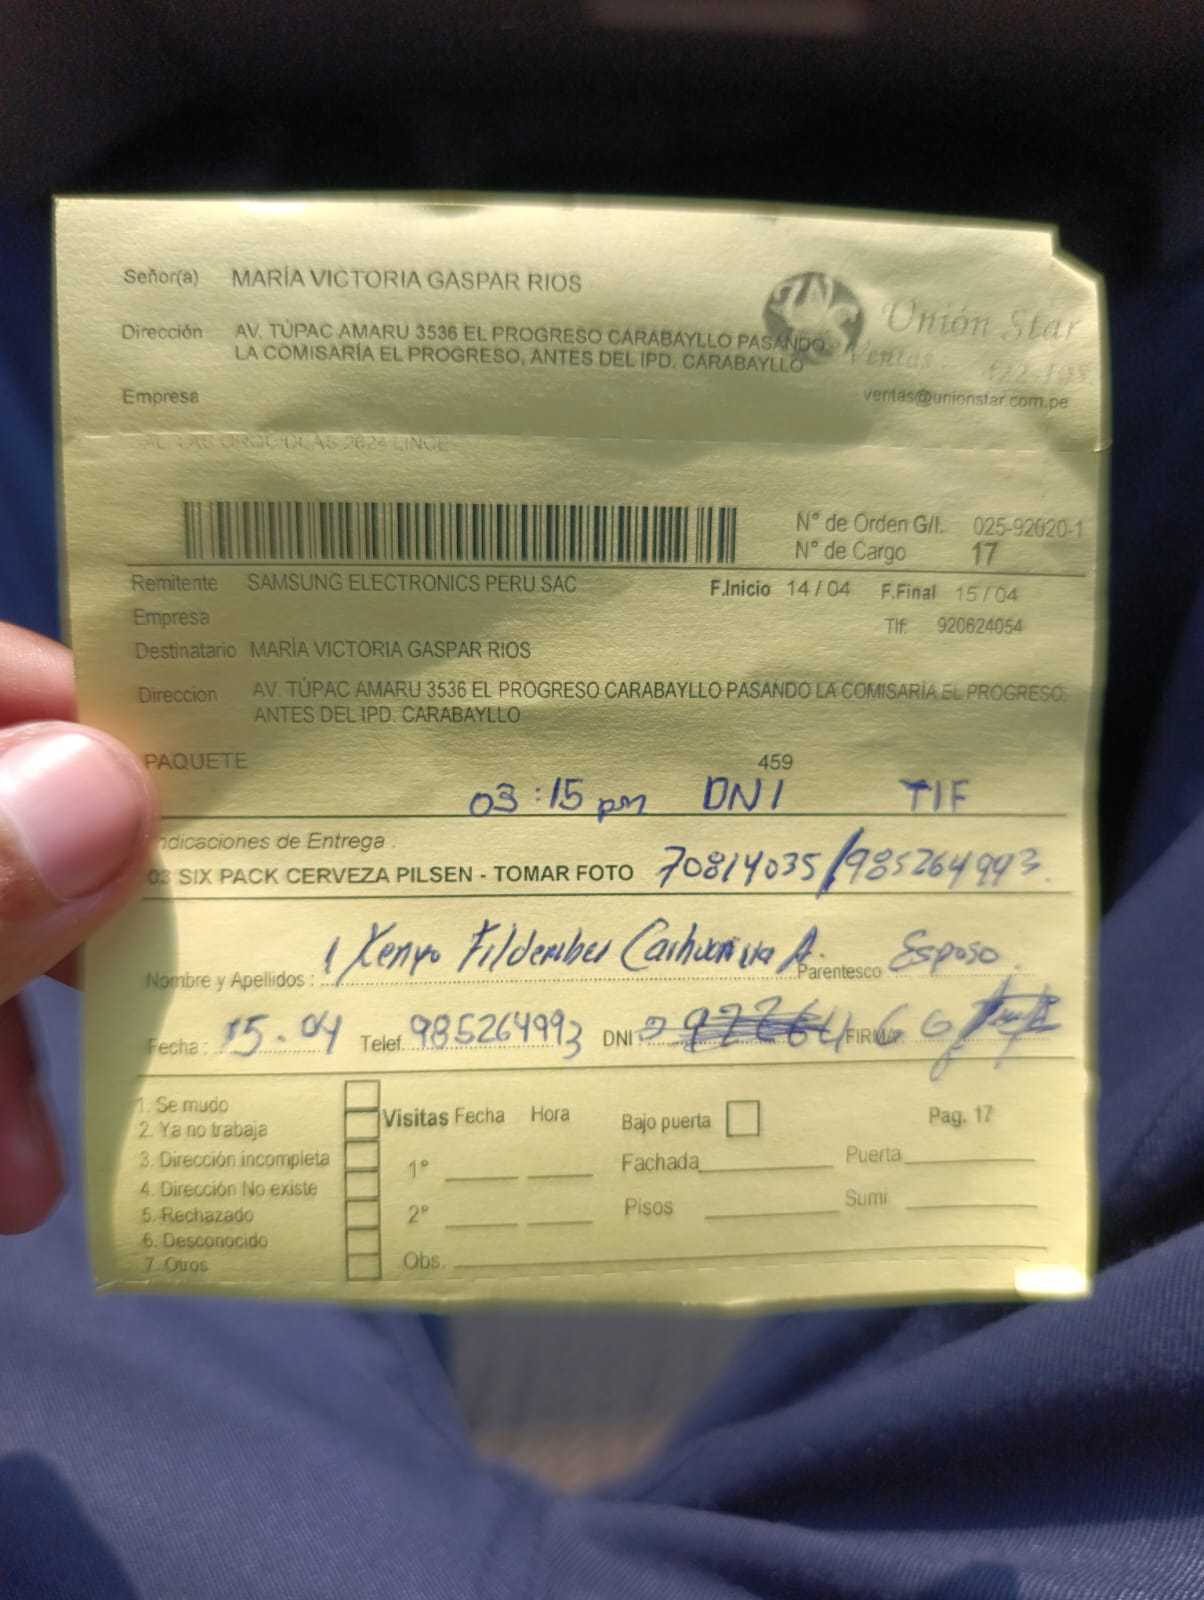 Señor(a) MARÍA VICTORIA GASPAR RIOS
Dirección AV. TÚPAC AMARU 3536 EL PROGRESO CARABAYLLO PASANDO
LA COMISARÍA EL PROGRESO, ANTES DEL IPD. CARABAYLLO
Empresa
Unión Star
Ventas
ventas@unionstar.com.pe
2624 LINCE
N° de Orden G/I. 025-92020-1
N° de Cargo 17
Remitente SAMSUNG ELECTRONICS PERU SAC F.Inicio 14 / 04 F.Final 15 / 04
Empresa Tlf. 920624054
Destinatario MARÍA VICTORIA GASPAR RIOS
Direccion AV. TÚPAC AMARU 3536 EL PROGRESO CARABAYLLO PASANDO LA COMISARÍA EL PROGRESO,
ANTES DEL IPD. CARABAYLLO
PAQUETE 459
03:15 pm DNI TIF
Indicaciones de Entrega :
03 SIX PACK CERVEZA PILSEN - TOMAR FOTO 70814035/985264993.
Nombre y Apellidos : Parentesco Esposo
Fecha : 15.04 Telef. 985264993 DNI FIRMA
1. Se mudo
2. Ya no trabaja
3. Dirección incompleta
4. Dirección No existe
5. Rechazado
6. Desconocido
7. Otros
Visitas Fecha Hora
1°
2°
Obs.
Bajo puerta Pag. 17
Fachada Puerta
Pisos Sumi